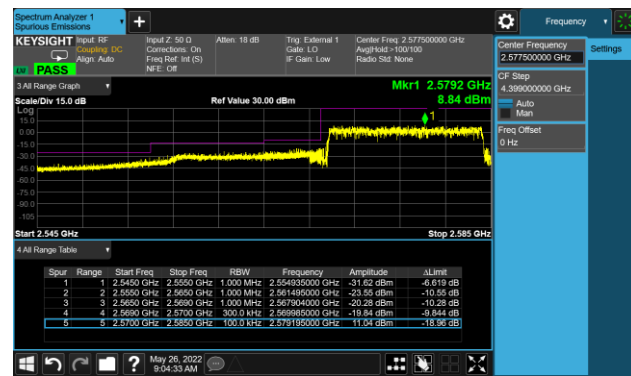 Spectrum Analyzer 1
Spurious Emissions
Frequency
KEYSIGHT Input: RF
Coupling: DC
Align: Auto
Input Z: 50 Ω
Corrections: On
Freq Ref: Int (S)
NFE: Off
Atten: 18 dB
Trig: External 1
Gate: LO
IF Gain: Low
Center Freq: 2.577500000 GHz
Avg|Hold:>100/100
Radio Std: None
LXI PASS
Center Frequency
2.577500000 GHz
Settings
CF Step
4.399000000 GHz
Auto
Man
Freq Offset
0 Hz
3 All Range Graph
Mkr1 2.5792 GHz
Scale/Div 15.0 dB
Ref Value 30.00 dBm
8.84 dBm
Log
1
15.0
0.00
-15.0
-30.0
-45.0
-60.0
-75.0
-90.0
-105
Start 2.545 GHz
Stop 2.585 GHz
4 All Range Table
Spur Range Start Freq Stop Freq RBW Frequency Amplitude ΔLimit
1 1 2.5450 GHz 2.5550 GHz 1.000 MHz 2.554935000 GHz -31.62 dBm -6.619 dB
2 2 2.5550 GHz 2.5650 GHz 1.000 MHz 2.561495000 GHz -23.55 dBm -10.55 dB
3 3 2.5650 GHz 2.5690 GHz 1.000 MHz 2.567904000 GHz -20.28 dBm -10.28 dB
4 4 2.5690 GHz 2.5700 GHz 300.0 kHz 2.569985000 GHz -19.84 dBm -9.844 dB
5 5 2.5700 GHz 2.5850 GHz 100.0 kHz 2.579195000 GHz 11.04 dBm -18.96 dB
?
May 26, 2022
9:04:33 AM